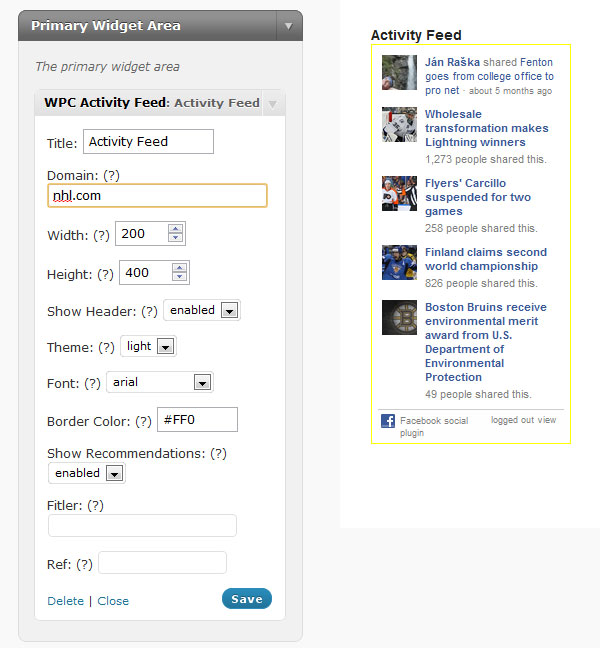 Primary Widget Area
The primary widget area
WPC Activity Feed: Activity Feed
Title: Activity Feed
Domain: (?)
nhl.com
Width: (?) 200
Height: (?) 400
Show Header: (?) enabled
Theme: (?) light
Font: (?) arial
Border Color: (?) #FF0
Show Recommendations: (?)
enabled
Fitler: (?)
Ref: (?)
Delete | Close Save
Activity Feed
Ján Raška shared Fenton
goes from college office to
pro net · about 5 months ago
Wholesale
transformation makes
Lightning winners
1,273 people shared this.
Flyers' Carcillo
suspended for two
games
258 people shared this.
Finland claims second
world championship
826 people shared this.
Boston Bruins receive
environmental merit
award from U.S.
Department of
Environmental
Protection
49 people shared this.
Facebook social
plugin
logged out view